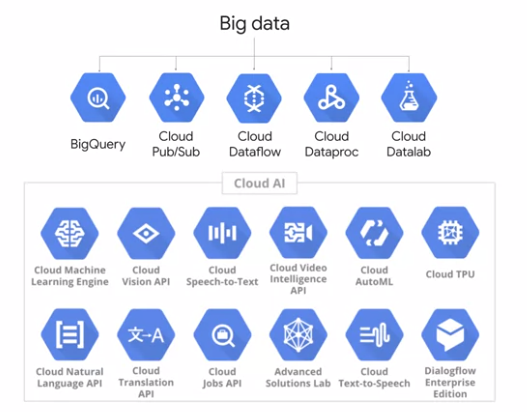 Big data
BigQuery
Cloud
Pub/Sub
Cloud
Dataflow
Cloud
Dataproc
Cloud
Datalab
Cloud AI
Cloud Machine
Learning Engine
Cloud
Vision API
Cloud
Speech-to-Text
Cloud Video
Intelligence
API
Cloud
AutoML
Cloud TPU
Cloud Natural
Language API
文→A
Cloud
Translation
API
Cloud
Jobs API
Advanced
Solutions Lab
Cloud
Text-to-Speech
Dialogflow
Enterprise
Edition